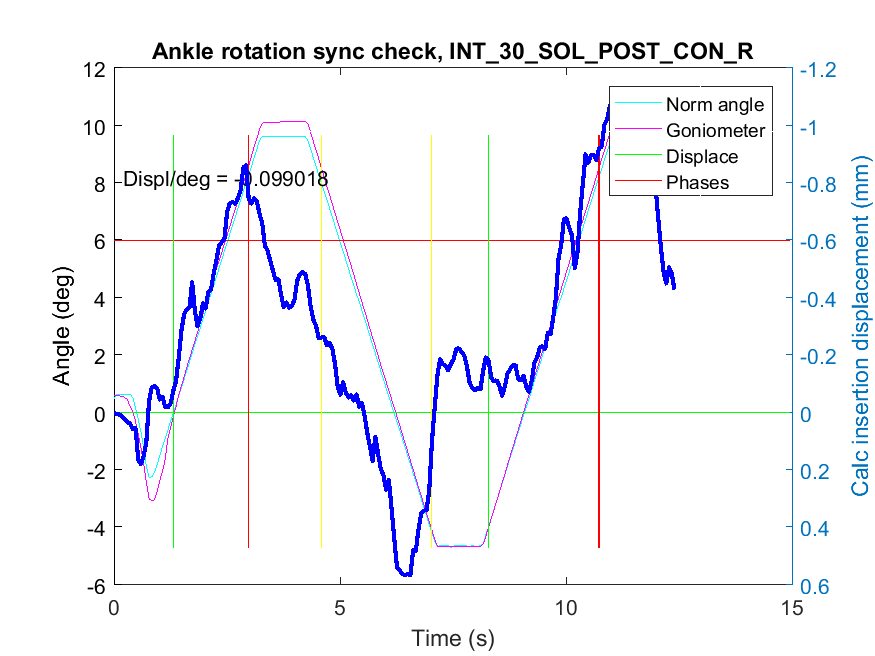 Ankle rotation sync check, INT_30_SOL_POST_CON_R
12
10
8
6
4
2
0
-2
-4
-6
Angle (deg)
Displ/deg = -0.099018
Norm angle
Goniometer
Displace
Phases
-1.2
-1
-0.8
-0.6
-0.4
-0.2
0
0.2
0.4
0.6
Calc insertion displacement (mm)
0
5
10
15
Time (s)